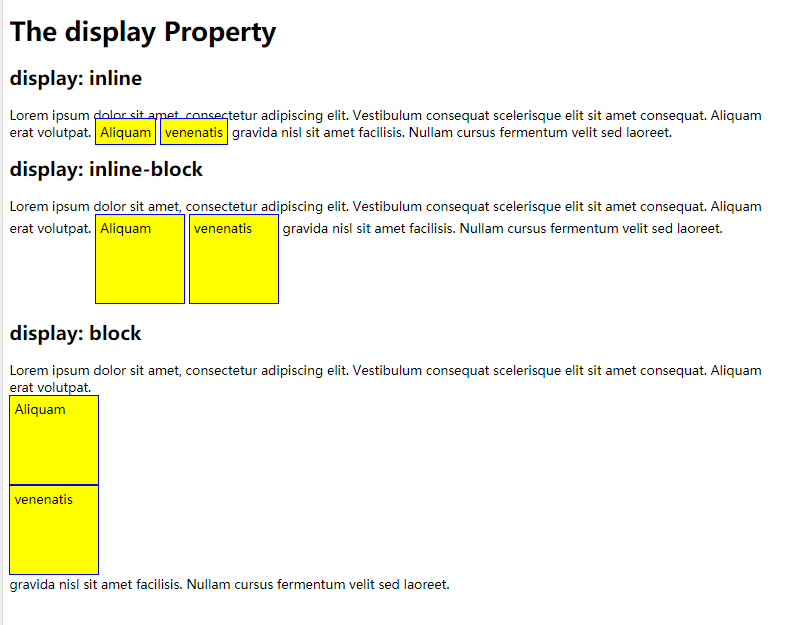 The display Property
display: inline
Lorem ipsum dolor sit amet, consectetur adipiscing elit. Vestibulum consequat scelerisque elit sit amet consequat. Aliquam
erat volutpat. Aliquam venenatis gravida nisl sit amet facilisis. Nullam cursus fermentum velit sed laoreet.
display: inline-block
Lorem ipsum dolor sit amet, consectetur adipiscing elit. Vestibulum consequat scelerisque elit sit amet consequat. Aliquam
erat volutpat. Aliquam venenatis gravida nisl sit amet facilisis. Nullam cursus fermentum velit sed laoreet.
display: block
Lorem ipsum dolor sit amet, consectetur adipiscing elit. Vestibulum consequat scelerisque elit sit amet consequat. Aliquam
erat volutpat.
Aliquam
venenatis
gravida nisl sit amet facilisis. Nullam cursus fermentum velit sed laoreet.